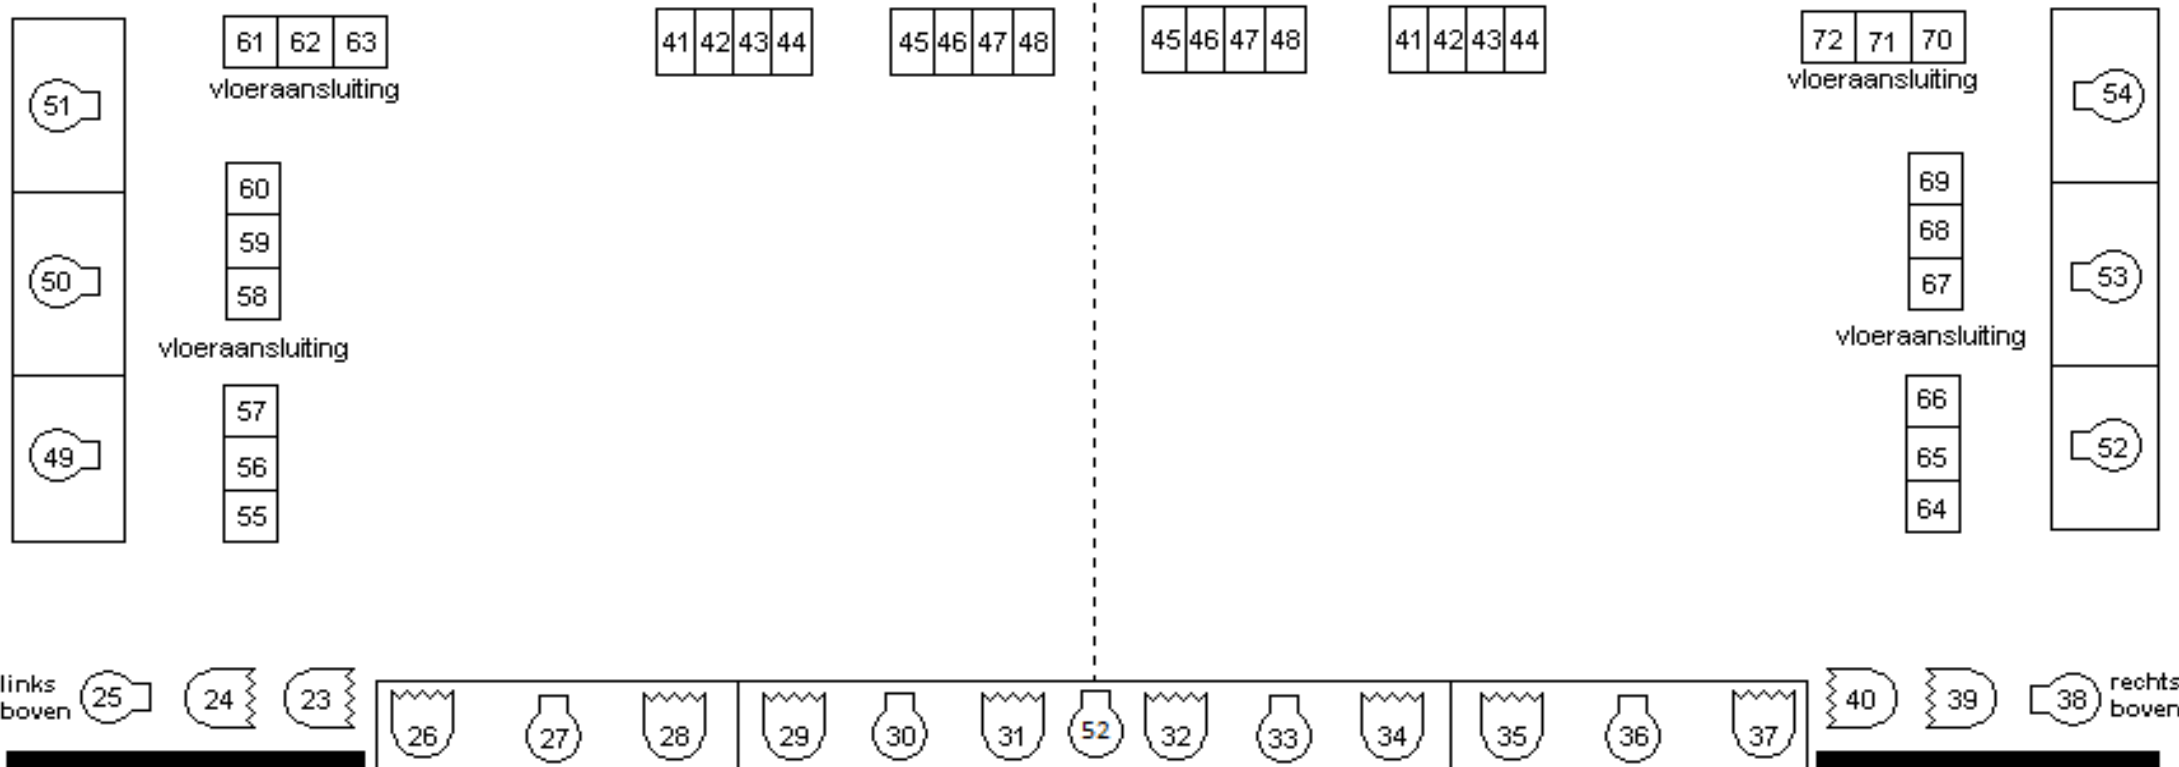 61 62 63
vloeraansluiting
41 42 43 44
45 46 47 48
45 46 47 48
41 42 43 44
72 71 70
vloeraansluiting
51
54
60
59
58
vloeraansluiting
69
68
67
vloeraansluiting
50
53
57
56
55
66
65
64
49
52
links
boven
25 24 23
26 27 28 29 30 31 52 32 33 34 35 36 37
40 39 38
rechts
boven